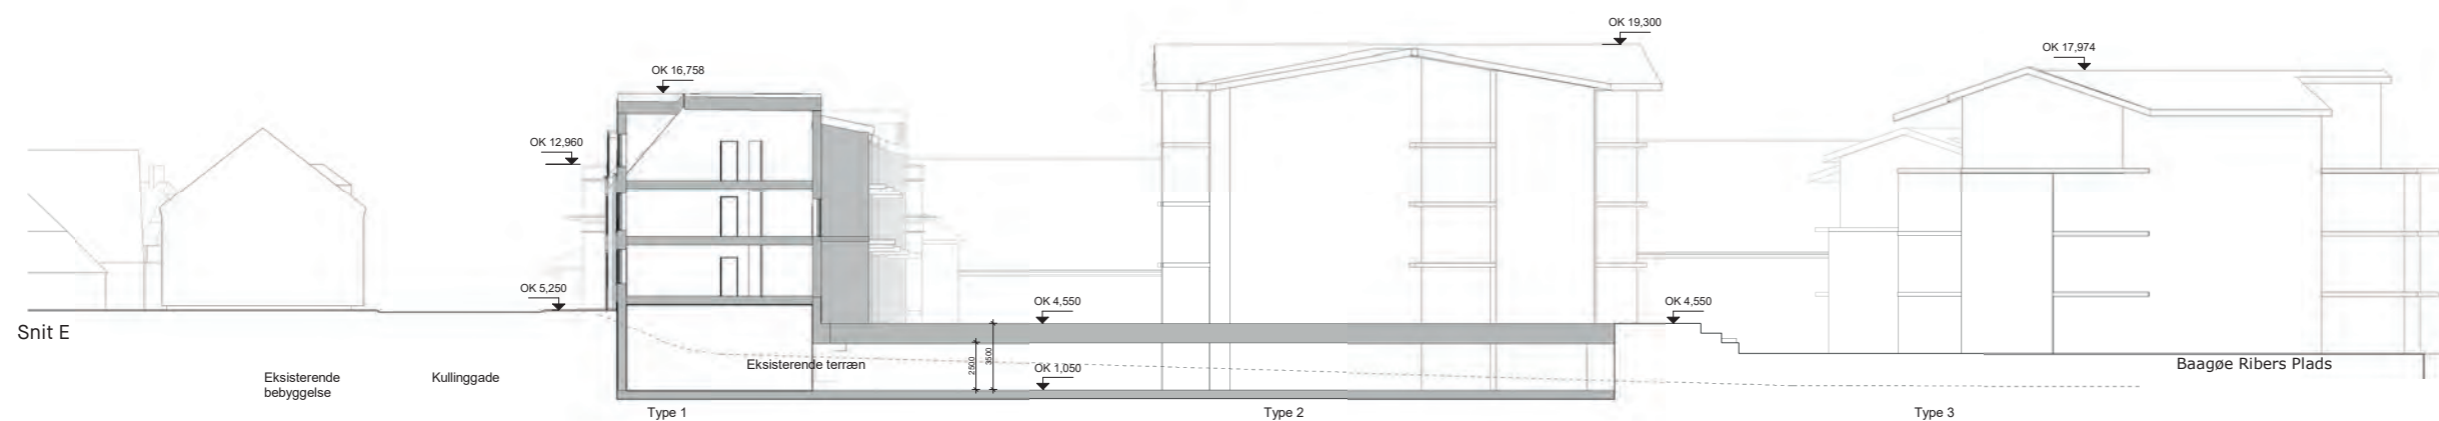 OK 19,300
OK 17,974
OK 16,758
OK 12,960
OK 5,250
OK 4,550
OK 4,550
Snit E
2500
3500
Eksisterende terræn
OK 1,050
Baagøe Ribers Plads
Eksisterende
bebyggelse
Kullinggade
Type 1
Type 2
Type 3